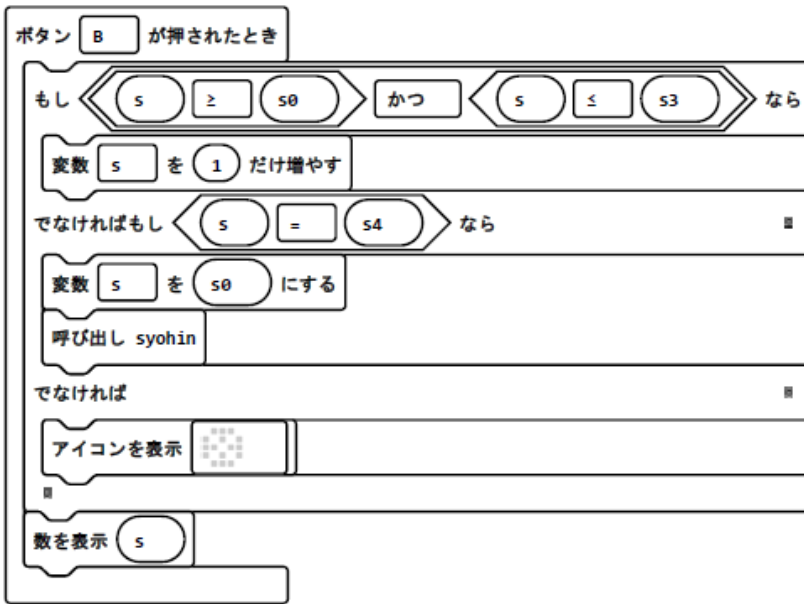 ボタン B が押されたとき
もし s ≥ s0 かつ s ≤ s3 なら
変数 s を 1 だけ増やす
でなければもし s = s4 なら
変数 s を s0 にする
呼び出し syohin
でなければ
アイコンを表示
数を表示 s